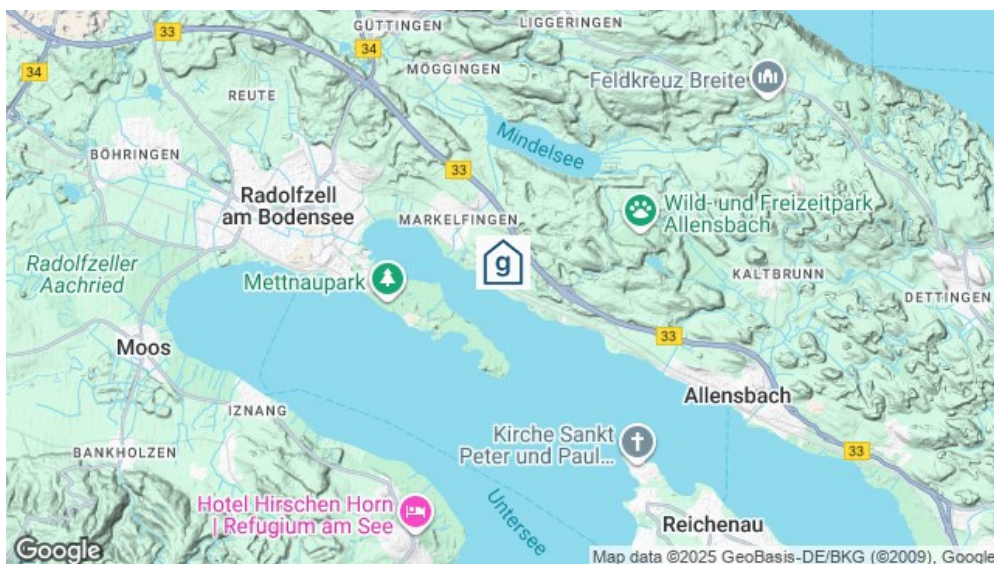 GÜTTINGEN
LIGGERINGEN
33
34
34
MÖGGINGEN
Feldkreuz Breite
REUTE
Mindelsee
BÖHRINGEN
33
Radolfzell
am Bodensee
Wild- und Freizeitpark
Allensbach
MARKELFINGEN
g
Radolfzeller
Aachried
Mettnaupark
KALTBRUNN
DETTINGEN
33
Moos
Allensbach
IZNANG
Kirche Sankt
Peter und Paul...
BANKHOLZEN
33
Hotel Hirschen Horn
| Refugium am See
Untersee
Reichenau
Google
Map data ©2025 GeoBasis-DE/BKG (©2009), Google